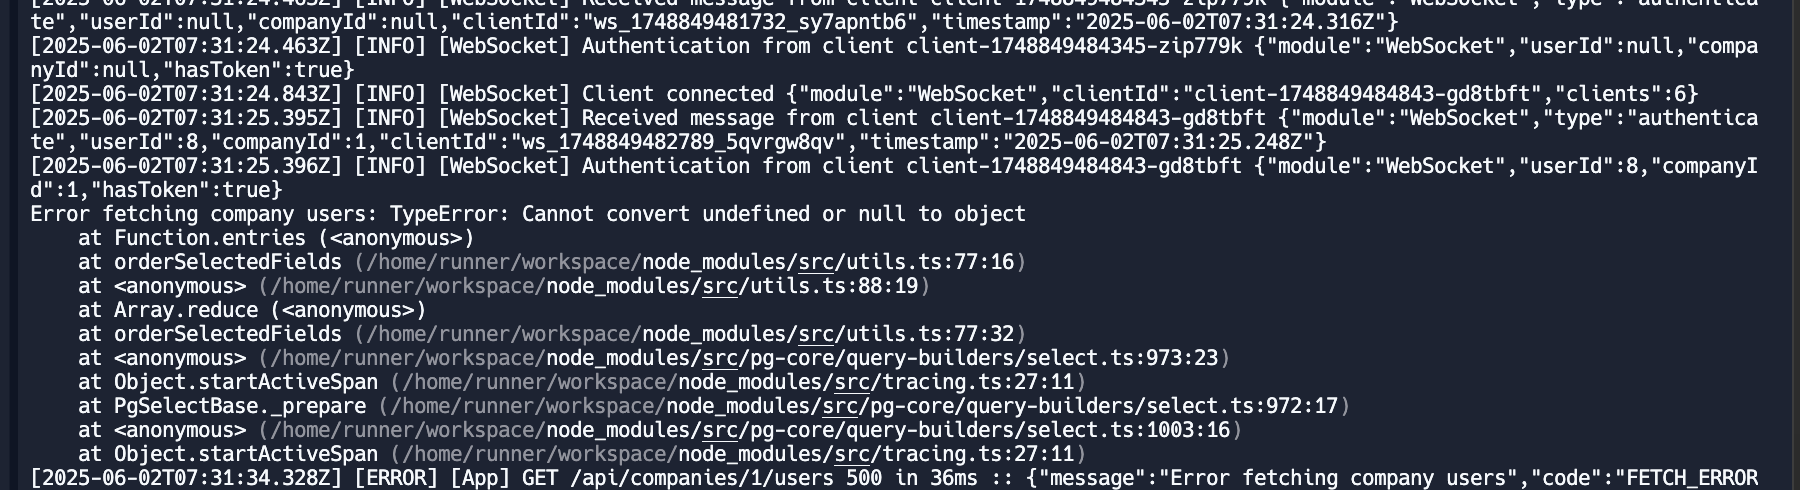 te","userId":null,"companyId":null,"clientId":"ws_1748849481732_sy7apntb6","timestamp":"2025-06-02T07:31:24.316Z"}
[2025-06-02T07:31:24.463Z] [INFO] [WebSocket] Authentication from client client-1748849484345-zip779k {"module":"WebSocket","userId":null,"compa
nyId":null,"hasToken":true}
[2025-06-02T07:31:24.843Z] [INFO] [WebSocket] Client connected {"module":"WebSocket","clientId":"client-1748849484843-gd8tbft","clients":6}
[2025-06-02T07:31:25.395Z] [INFO] [WebSocket] Received message from client client-1748849484843-gd8tbft {"module":"WebSocket","type":"authentica
te","userId":8,"companyId":1,"clientId":"ws_1748849482789_5qvrgw8qv","timestamp":"2025-06-02T07:31:25.248Z"}
[2025-06-02T07:31:25.396Z] [INFO] [WebSocket] Authentication from client client-1748849484843-gd8tbft {"module":"WebSocket","userId":8,"companyI
d":1,"hasToken":true}
Error fetching company users: TypeError: Cannot convert undefined or null to object
    at Function.entries (<anonymous>)
    at orderSelectedFields (/home/runner/workspace/node_modules/src/utils.ts:77:16)
    at <anonymous> (/home/runner/workspace/node_modules/src/utils.ts:88:19)
    at Array.reduce (<anonymous>)
    at orderSelectedFields (/home/runner/workspace/node_modules/src/utils.ts:77:32)
    at <anonymous> (/home/runner/workspace/node_modules/src/pg-core/query-builders/select.ts:973:23)
    at Object.startActiveSpan (/home/runner/workspace/node_modules/src/tracing.ts:27:11)
    at PgSelectBase._prepare (/home/runner/workspace/node_modules/src/pg-core/query-builders/select.ts:972:17)
    at <anonymous> (/home/runner/workspace/node_modules/src/pg-core/query-builders/select.ts:1003:16)
    at Object.startActiveSpan (/home/runner/workspace/node_modules/src/tracing.ts:27:11)
[2025-06-02T07:31:34.328Z] [ERROR] [App] GET /api/companies/1/users 500 in 36ms :: {"message":"Error fetching company users","code":"FETCH_ERROR